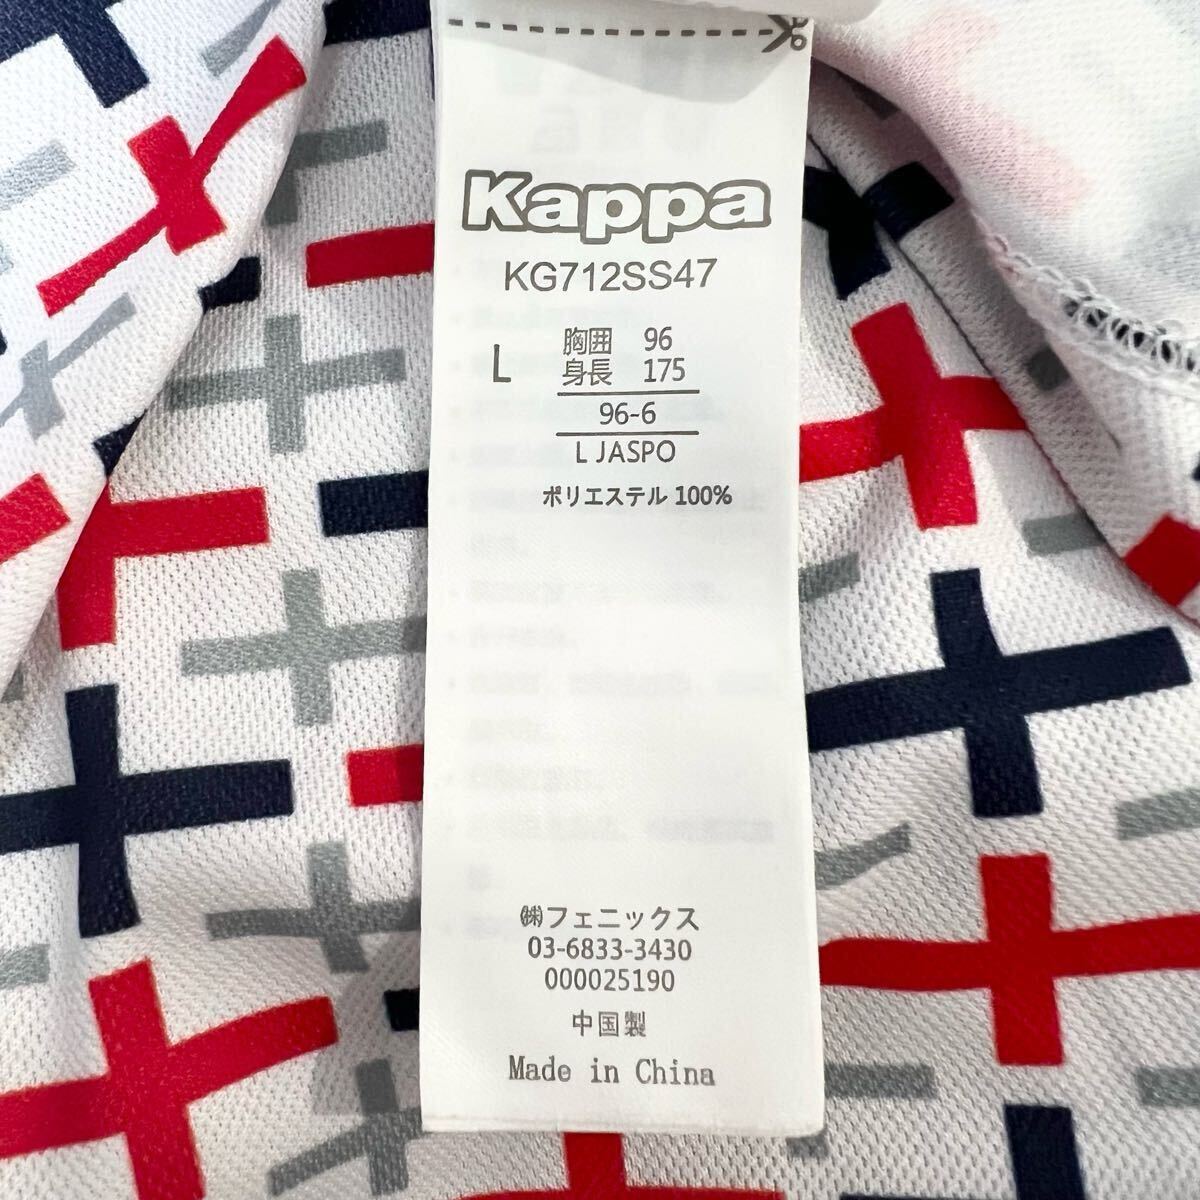 Kappa
KG712SS47
L
胸囲 96
身長 175
96-6
L JASPO
ポリエステル 100%
㈱フェニックス
03-6833-3430
000025190
中国製
Made in China